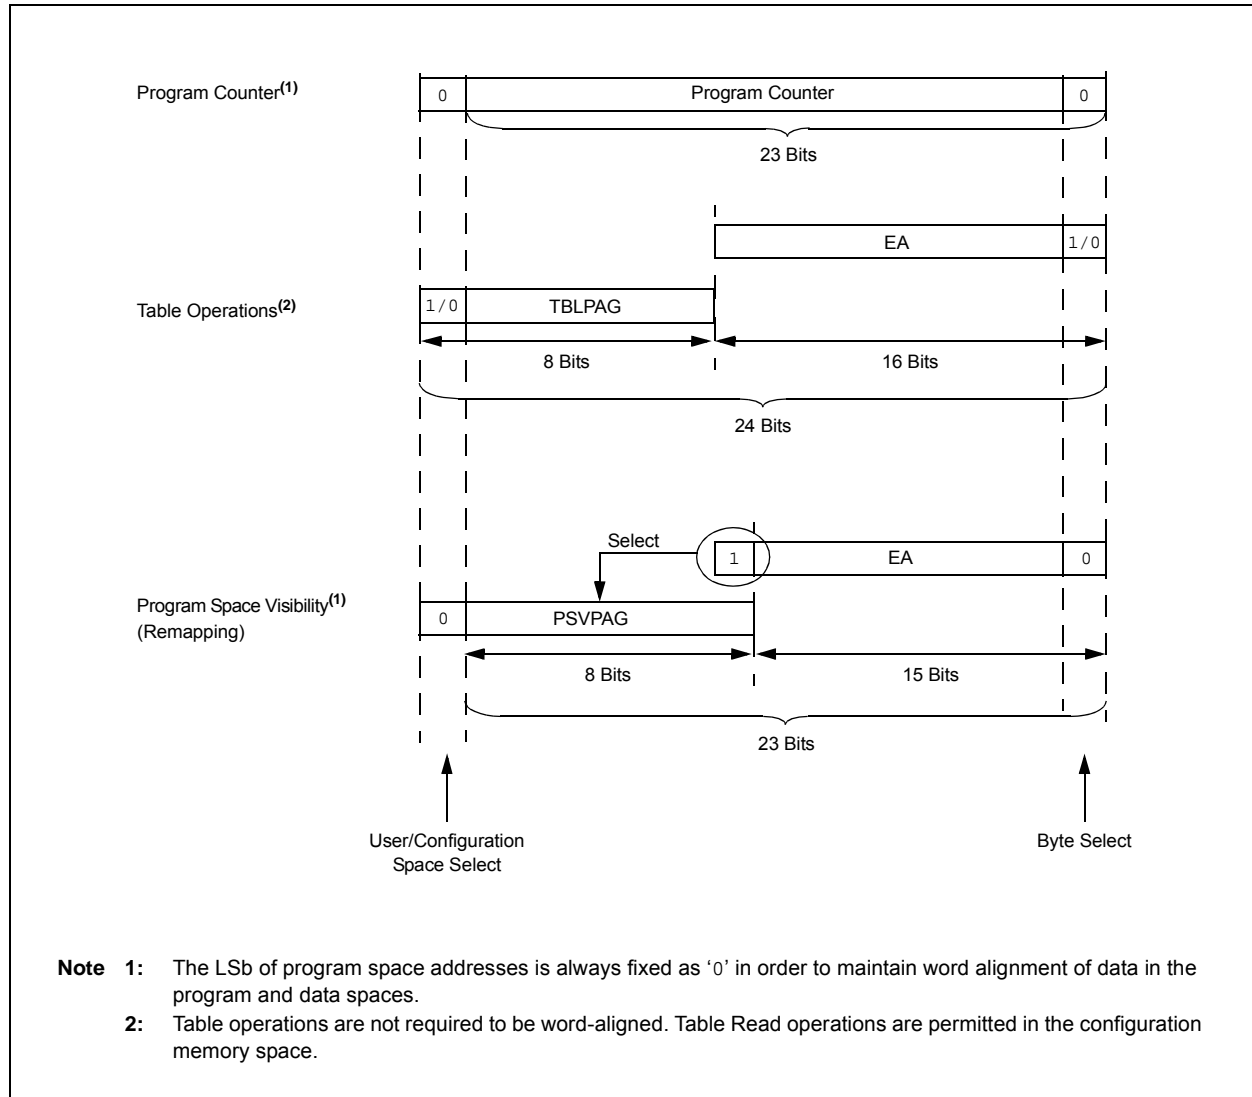 Program Counter(1)
0 Program Counter 0
23 Bits
EA 1/0
Table Operations(2)
1/0 TBLPAG
8 Bits 16 Bits
24 Bits
Select
1 EA 0
Program Space Visibility(1)
(Remapping)
0 PSVPAG
8 Bits 15 Bits
23 Bits
User/Configuration
Space Select
Byte Select
Note 1: The LSb of program space addresses is always fixed as ‘0’ in order to maintain word alignment of data in the
program and data spaces.
2: Table operations are not required to be word-aligned. Table Read operations are permitted in the configuration
memory space.